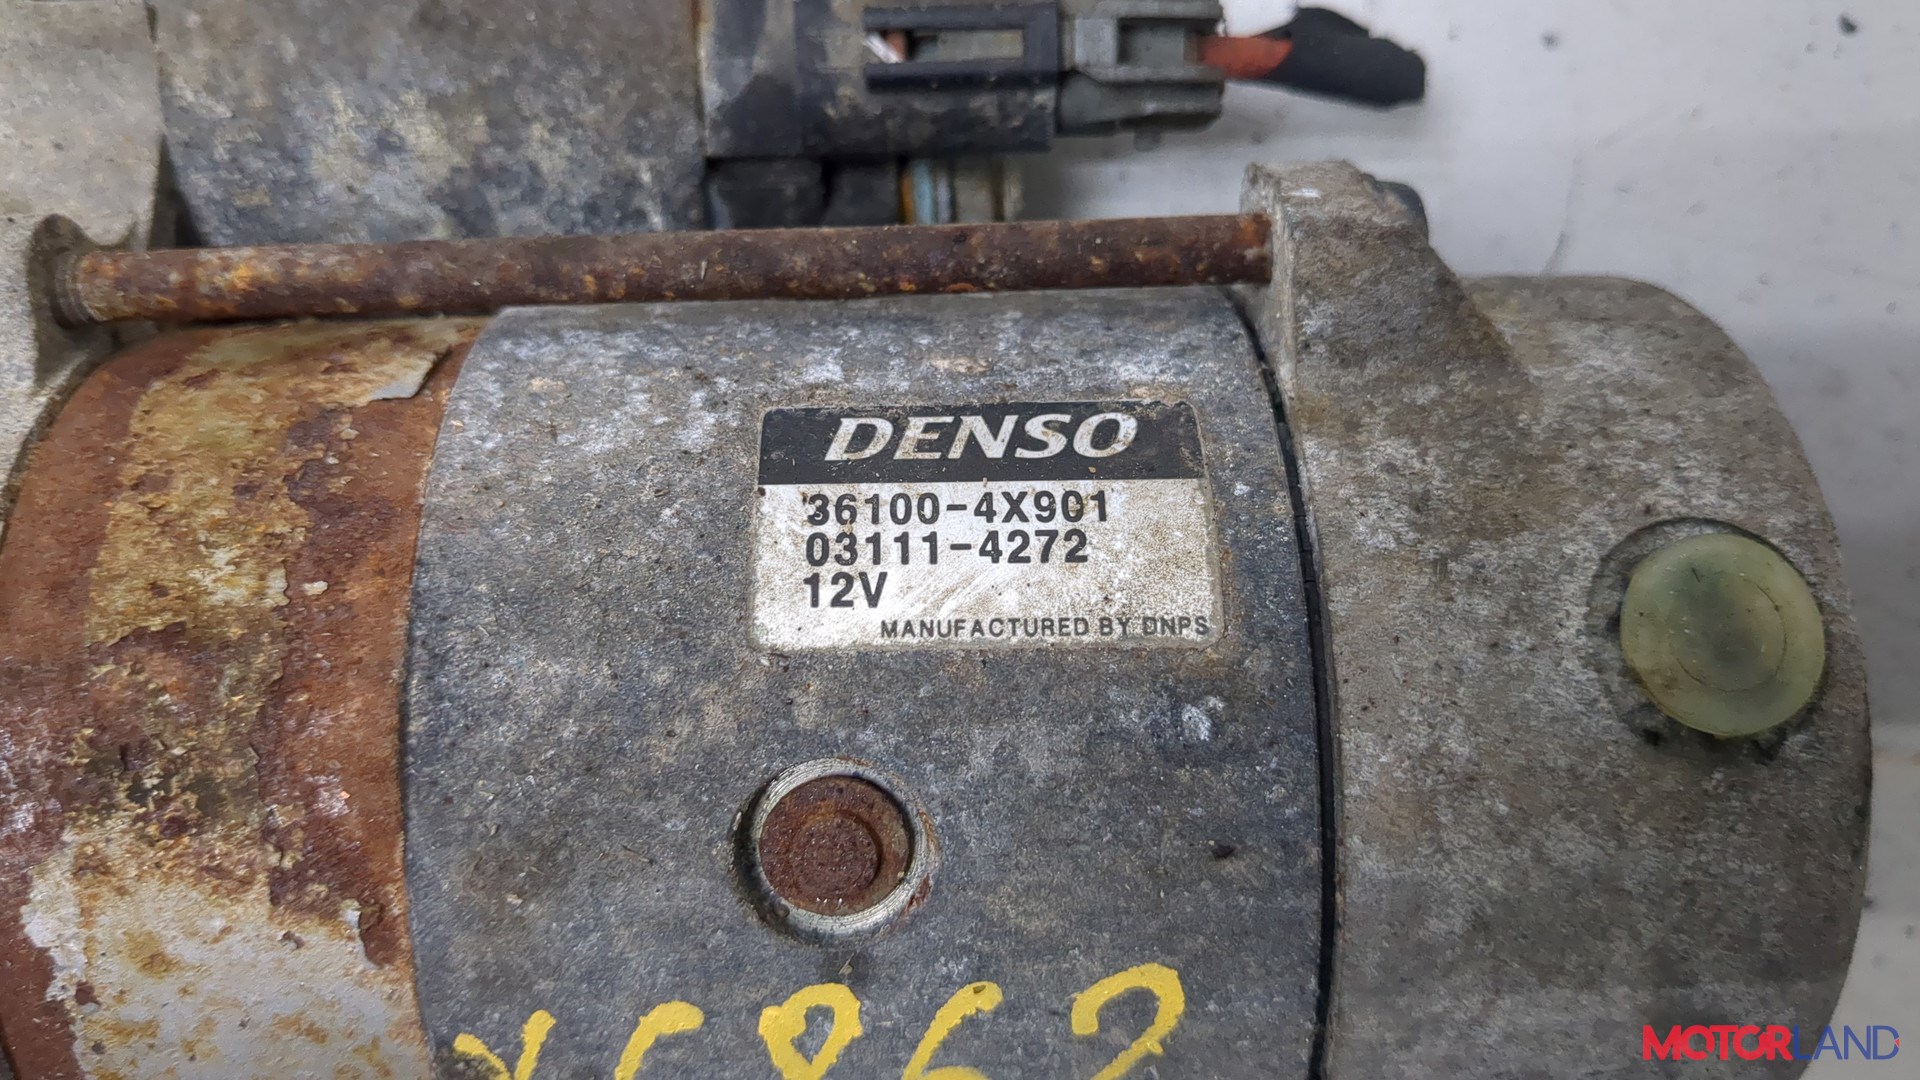 DENSO
36100-4X901
03111-4272
12V
MANUFACTURED BY DNPS
MOTORLAND